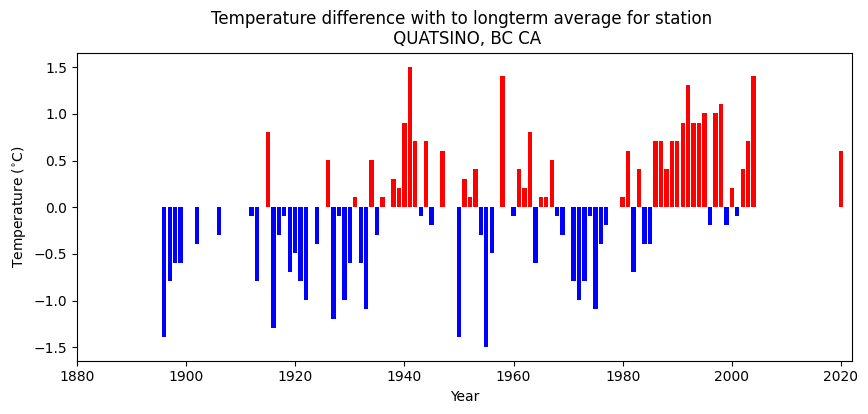 Temperature difference with to longterm average for station
QUATSINO, BC CA
1.5
1.0
0.5
0.0
−0.5
−1.0
−1.5
Temperature (°C)
1880 1900 1920 1940 1960 1980 2000 2020
Year